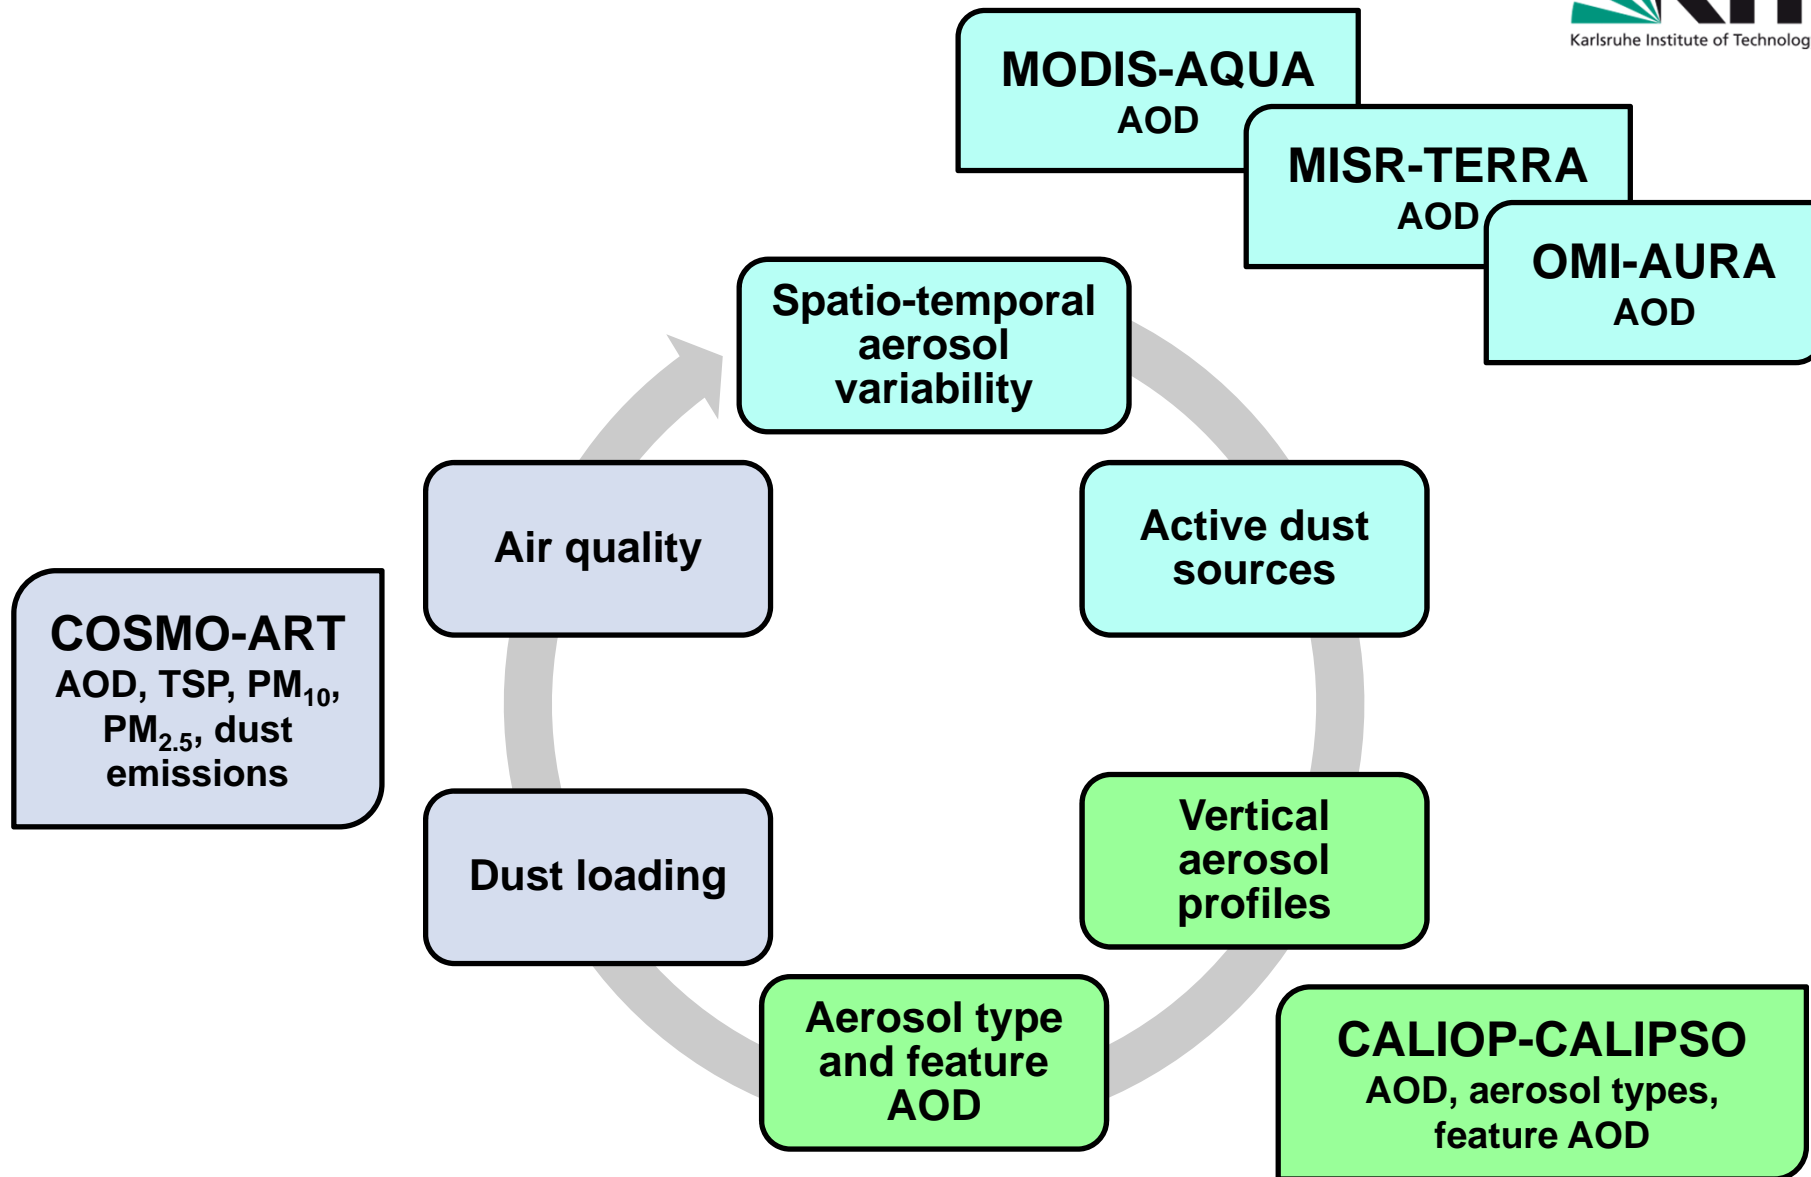 Karlsruhe Institute of Technolog
MODIS-AQUA
AOD
MISR-TERRA
AOD
OMI-AURA
AOD
Spatio-temporal
aerosol
variability
Air quality
Active dust
sources
COSMO-ART
AOD, TSP, PM₁₀,
PM₂.₅, dust
emissions
Dust loading
Vertical
aerosol
profiles
Aerosol type
and feature
AOD
CALIOP-CALIPSO
AOD, aerosol types,
feature AOD